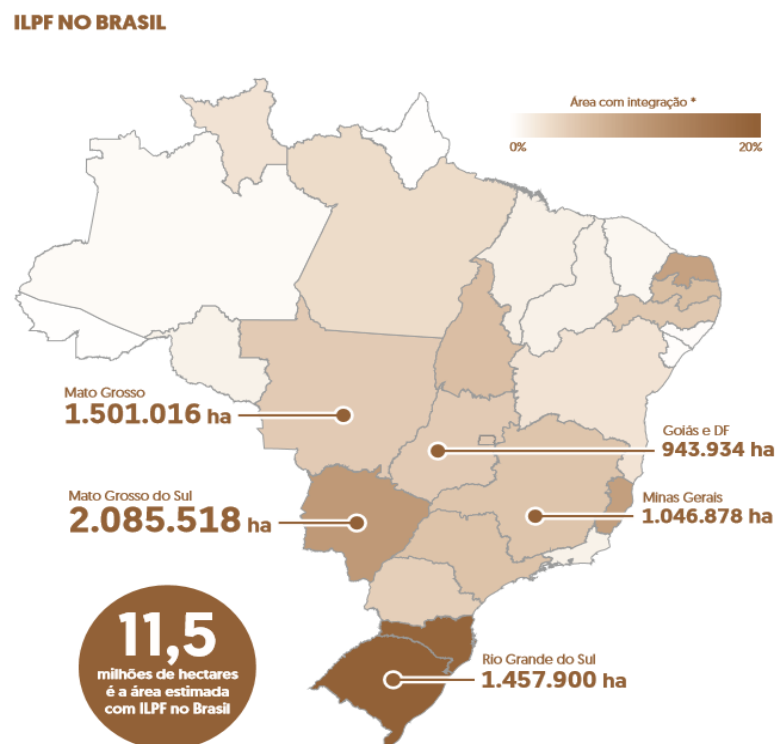 ILPF NO BRASIL
Área com integração *
0%
20%
Mato Grosso
1.501.016 ha
Goiás e DF
943.934 ha
Mato Grosso do Sul
2.085.518 ha
Minas Gerais
1.046.878 ha
11,5
milhões de hectares
é a área estimada
com ILPF no Brasil
Rio Grande do Sul
1.457.900 ha